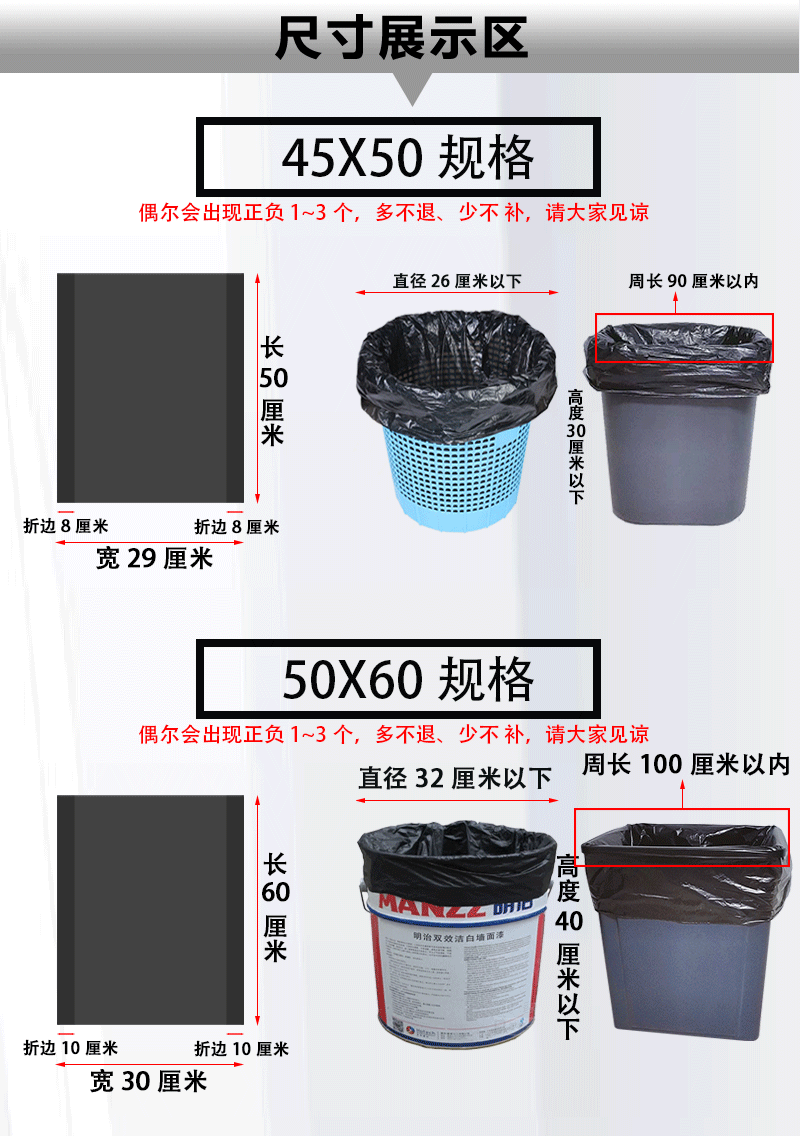 尺寸展示区
45X50 规格
偶尔会出现正负 1~3 个，多不退、少不 补，请大家见谅
直径 26 厘米以下
周长 90 厘米以内
长 50 厘米
高度 30 厘米以下
折边 8 厘米
折边 8 厘米
宽 29 厘米
50X60 规格
偶尔会出现正负 1~3 个，多不退、少不 补，请大家见谅
直径 32 厘米以下
周长 100 厘米以内
长 60 厘米
高度 40 厘米以下
MANZZ
明治双效洁白墙面漆
折边 10 厘米
折边 10 厘米
宽 30 厘米